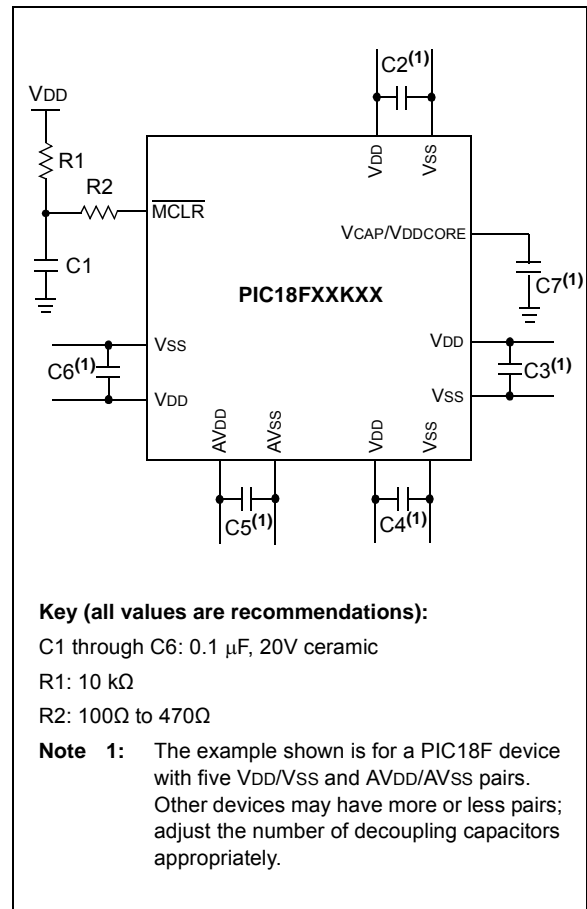 C2(1)
VDD
R1
R2
C1
VDD
VSS
MCLR
VCAP/VDDCORE
C7(1)
PIC18FXXKXX
VSS
C6(1)
VDD
VDD
C3(1)
VSS
AVDD
AVSS
VDD
VSS
C5(1)
C4(1)
Key (all values are recommendations):
C1 through C6: 0.1 μF, 20V ceramic
R1: 10 kΩ
R2: 100Ω to 470Ω
Note 1: The example shown is for a PIC18F device
with five VDD/VSS and AVDD/AVSS pairs.
Other devices may have more or less pairs;
adjust the number of decoupling capacitors
appropriately.